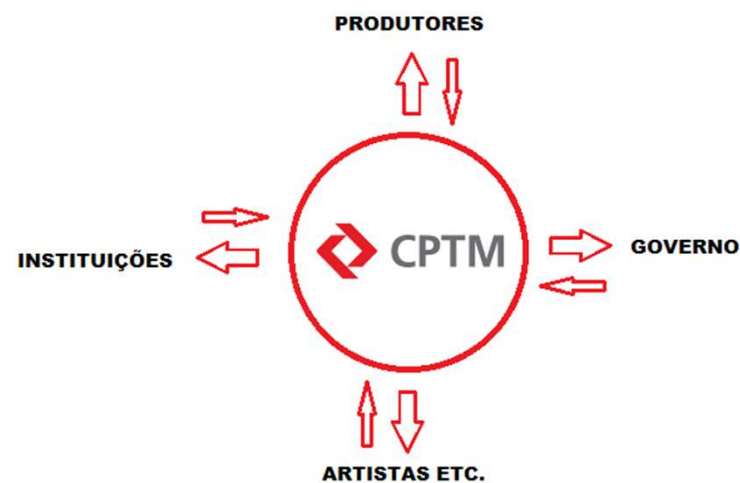 PRODUTORES
INSTITUIÇÕES
CPTM
GOVERNO
ARTISTAS ETC.